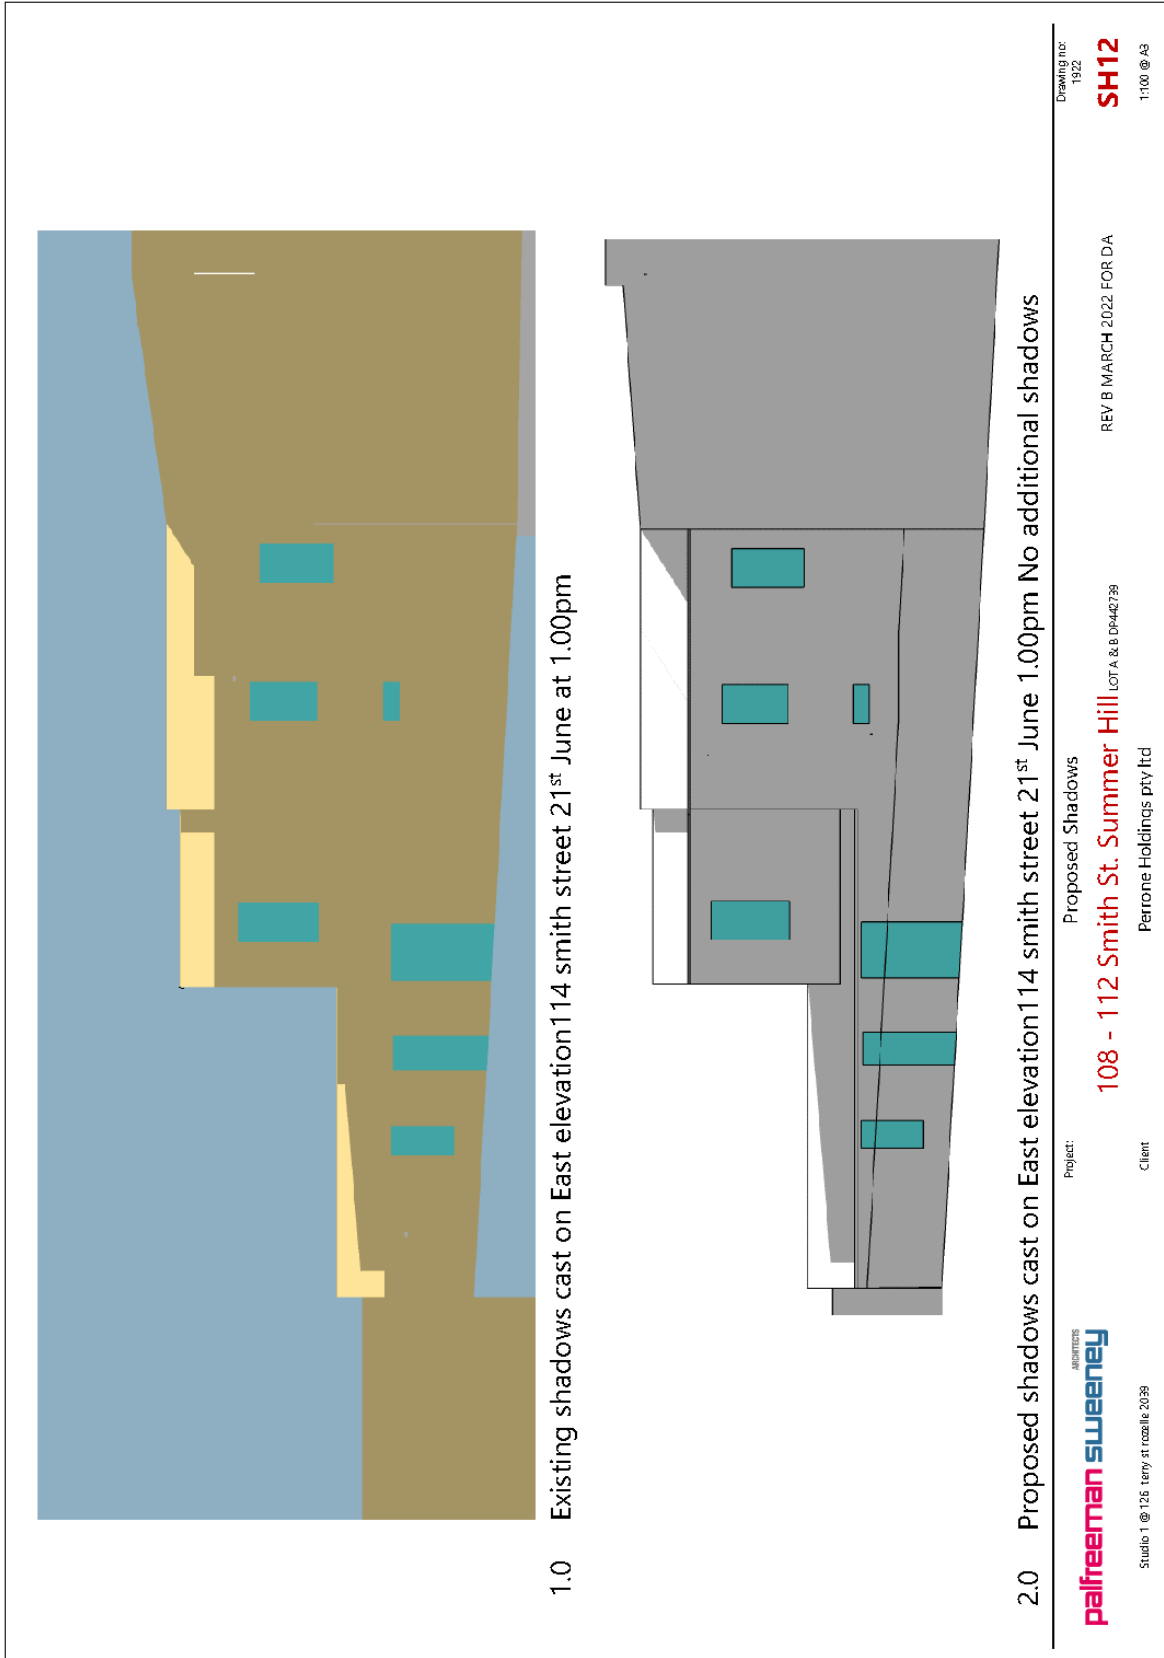 1.0 Existing shadows cast on East elevation114 smith street 21st June at 1.00pm
2.0 Proposed shadows cast on East elevation114 smith street 21st June 1.00pm No additional shadows
palfreeman sweeney
ARCHITECTS
Studio 1 @ 126 terry st rozelle 2039
Project:
Proposed Shadows
108 - 112 Smith St. Summer Hill LOT A & B DP442739
Client
Perrone Holdings pty ltd
REV B MARCH 2022 FOR DA
Drawing no:
1922
SH12
1:100 @ A3